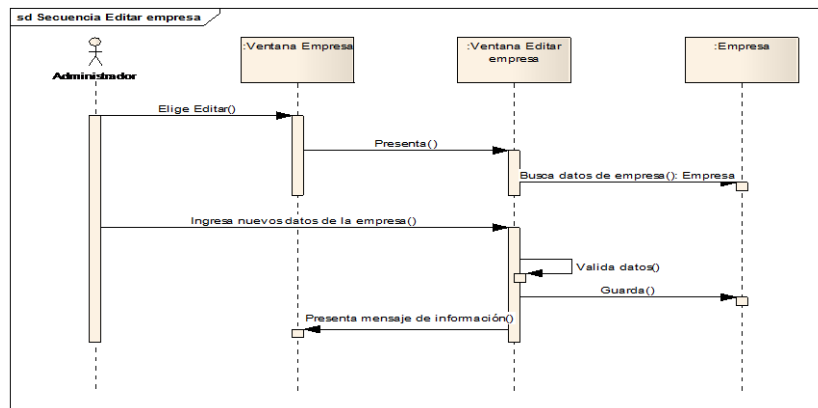 sd Secuencia Editar empresa
Administrador
:Ventana Empresa
:Ventana Editar
empresa
:Empresa
Elige Editar()
Presenta()
Busca datos de empresa(): Empresa
Ingresa nuevos datos de la empresa()
Valida datos()
Guarda()
Presenta mensaje de información()